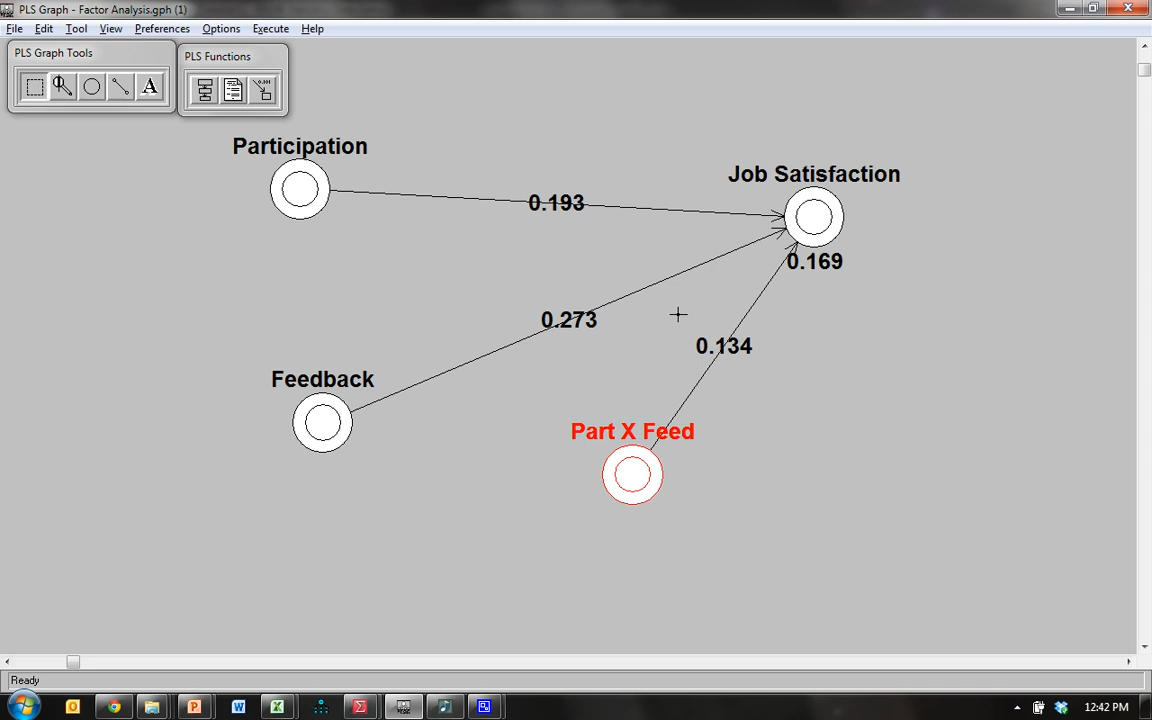 PLS Graph - Factor Analysis.gph (1)
File Edit Tool View Preferences Options Execute Help
PLS Graph Tools
PLS Functions
A
Participation
Job Satisfaction
0.193
0.169
0.273
0.134
Feedback
Part X Feed
Ready
12:42 PM